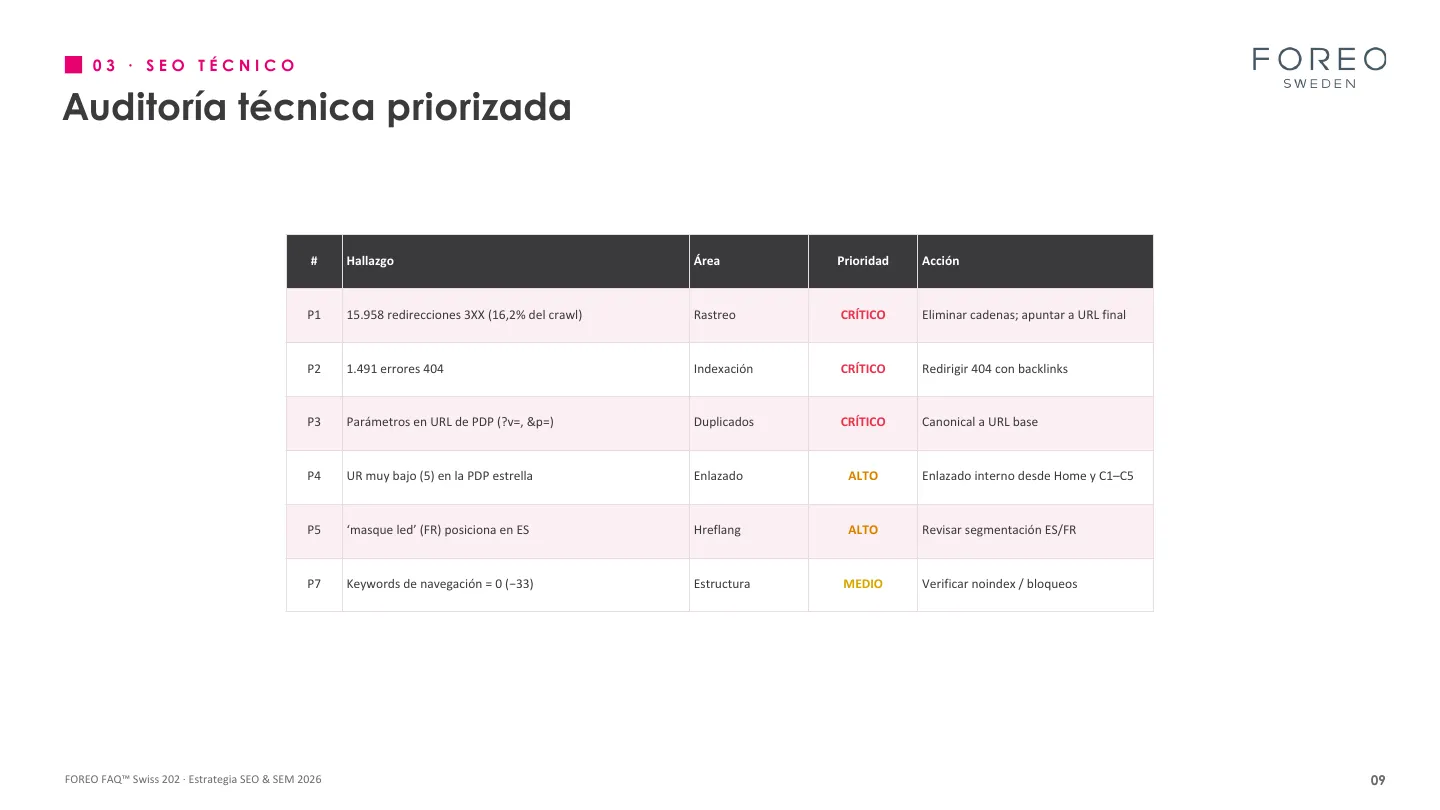 03 · SEO TÉCNICO
Auditoría técnica priorizada
FOREO
SWEDEN
# Hallazgo Área Prioridad Acción
P1 15.958 redirecciones 3XX (16,2% del crawl) Rastreo CRÍTICO Eliminar cadenas; apuntar a URL final
P2 1.491 errores 404 Indexación CRÍTICO Redirigir 404 con backlinks
P3 Parámetros en URL de PDP (?v=, &p=) Duplicados CRÍTICO Canonical a URL base
P4 UR muy bajo (5) en la PDP estrella Enlazado ALTO Enlazado interno desde Home y C1–C5
P5 ‘masque led’ (FR) posiciona en ES Hreflang ALTO Revisar segmentación ES/FR
P7 Keywords de navegación = 0 (−33) Estructura MEDIO Verificar noindex / bloqueos
FOREO FAQ™ Swiss 202 · Estrategia SEO & SEM 2026
09